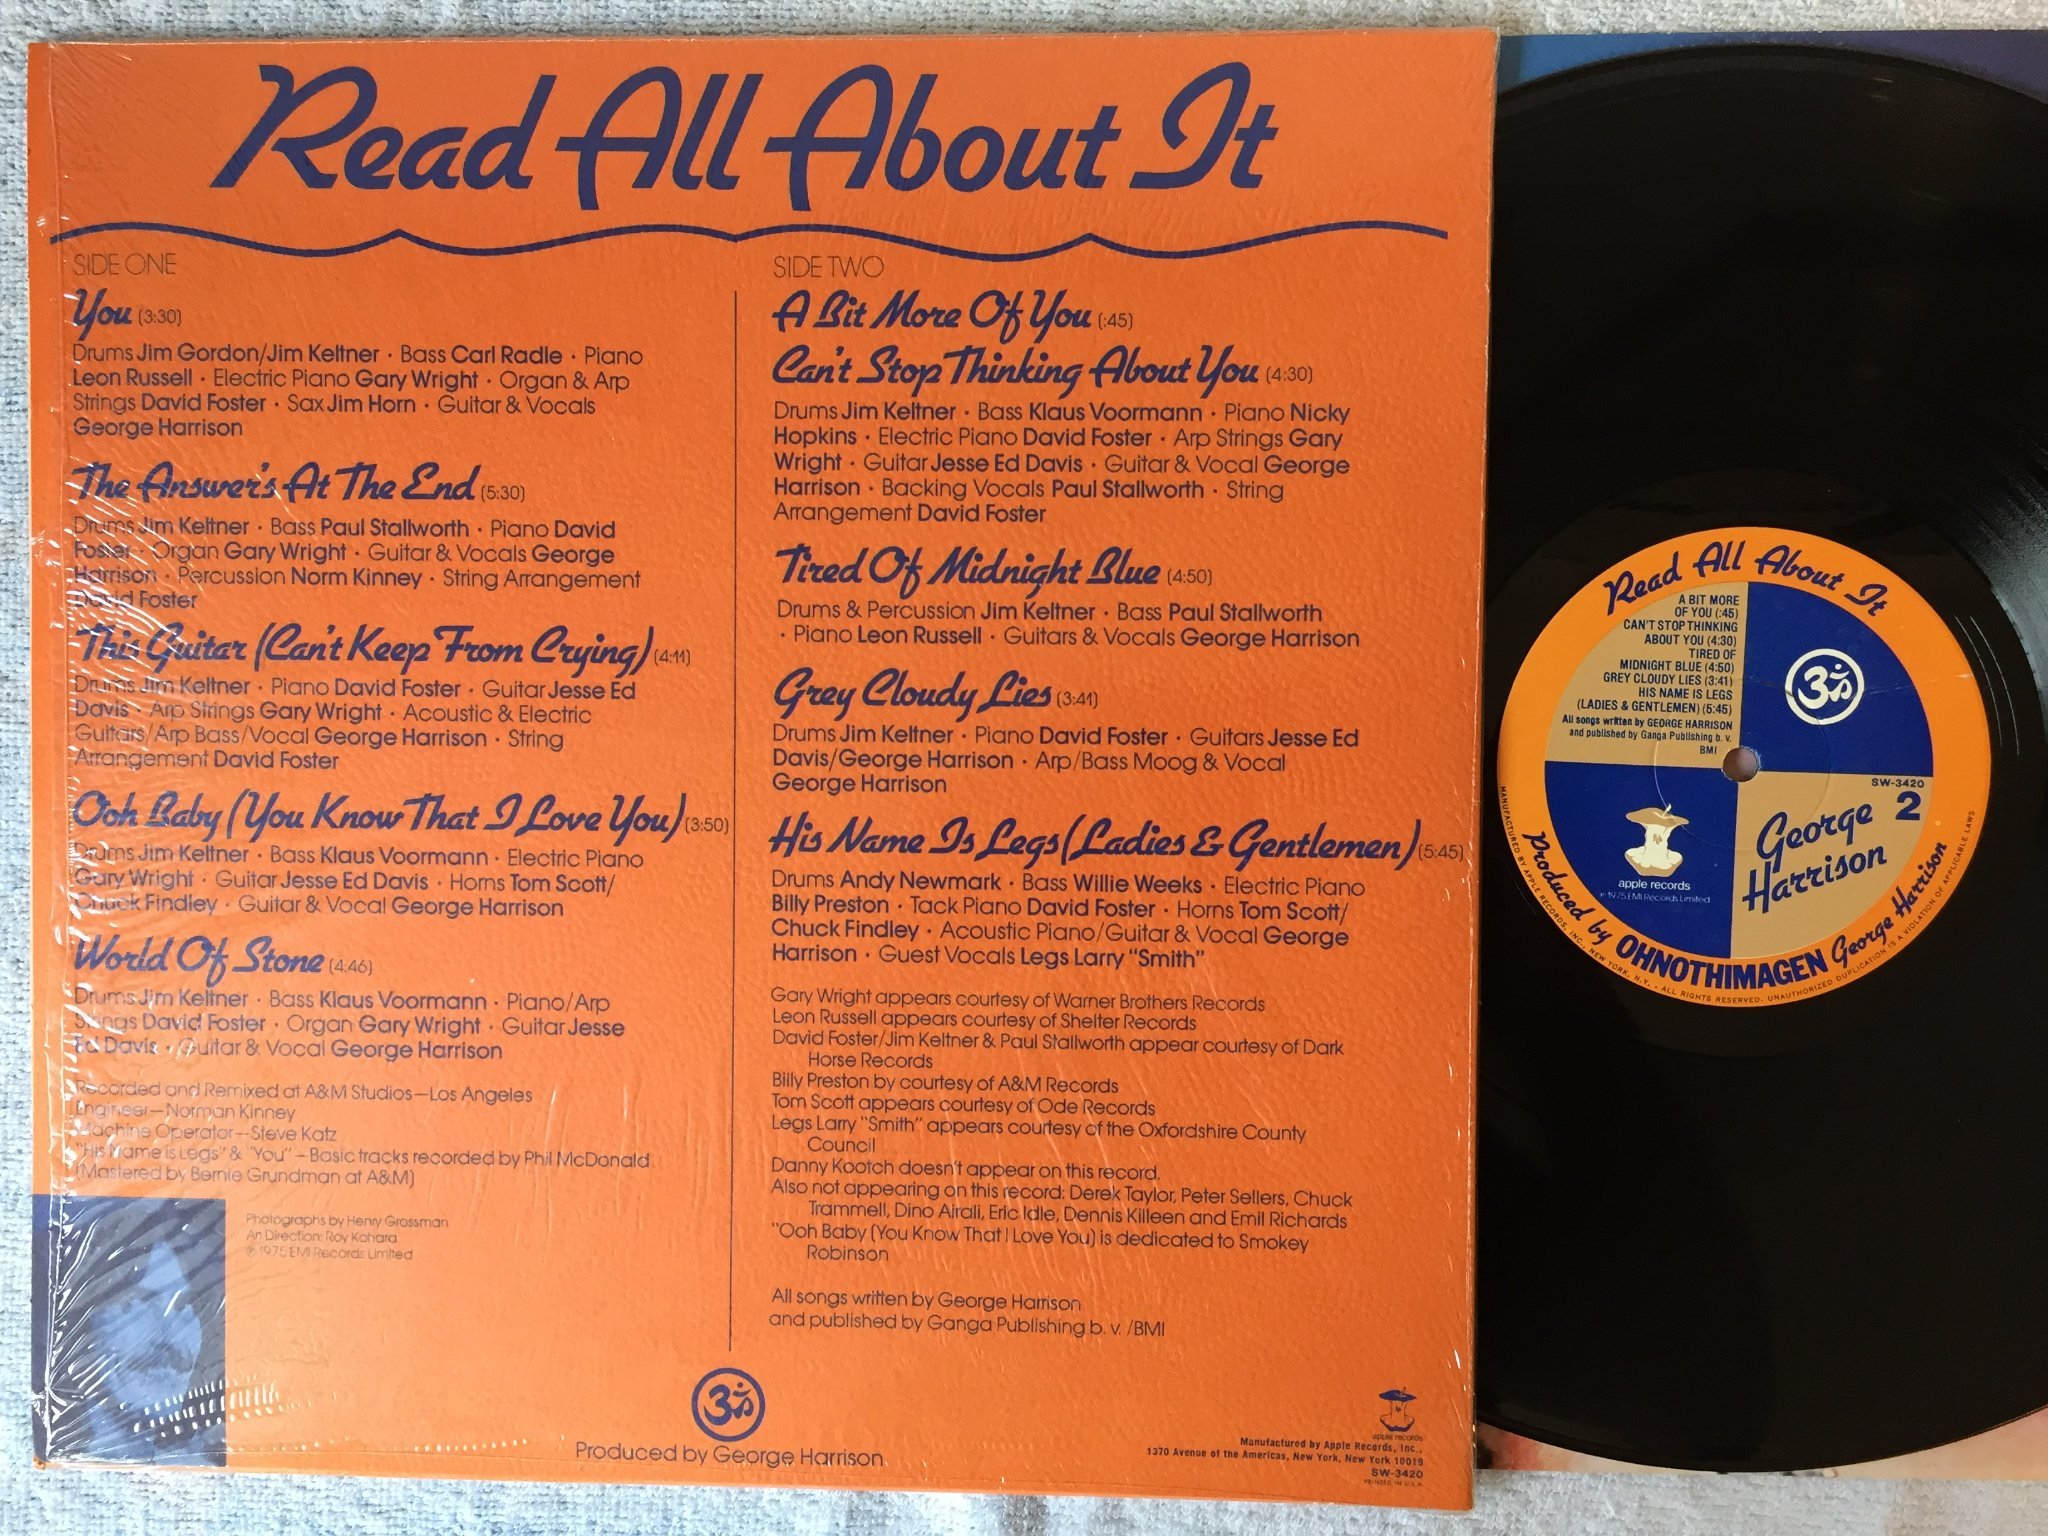 Read All About It
SIDE ONE
You (3:30)
Drums Jim Gordon/Jim Keltner · Bass Carl Radle · Piano
Leon Russell · Electric Piano Gary Wright · Organ & Arp
Strings David Foster · Sax Jim Horn · Guitar & Vocals
George Harrison
The Answer's At The End (5:30)
Drums Jim Keltner · Bass Paul Stallworth · Piano David
Foster · Organ Gary Wright · Guitar & Vocals George
Harrison · Percussion Norm Kinney · String Arrangement
David Foster
This Guitar (Can't Keep From Crying) (4:11)
Drums Jim Keltner · Piano David Foster · Guitar Jesse Ed
Davis · Arp Strings Gary Wright · Acoustic & Electric
Guitars/Arp Bass/Vocal George Harrison · String
Arrangement David Foster
Ooh Baby (You Know That I Love You) (3:50)
Drums Jim Keltner · Bass Klaus Voormann · Electric Piano
Gary Wright · Guitar Jesse Ed Davis · Horns Tom Scott/
Chuck Findley · Guitar & Vocal George Harrison
World Of Stone (4:46)
Drums Jim Keltner · Bass Klaus Voormann · Piano/Arp
Strings David Foster · Organ Gary Wright · Guitar Jesse
Ed Davis · Guitar & Vocal George Harrison
Recorded and Remixed at A&M Studios—Los Angeles
Engineer—Norman Kinney
Machine Operator—Steve Katz
"His Name is Legs" & "You"—Basic tracks recorded by Phil McDonald
(Mastered by Bernie Grundman at A&M)
Photographs by Henry Grossman
Art Direction: Roy Kohara
℗ 1975 EMI Records Limited
SIDE TWO
A Bit More Of You (:45)
Can't Stop Thinking About You (4:30)
Drums Jim Keltner · Bass Klaus Voormann · Piano Nicky
Hopkins · Electric Piano David Foster · Arp Strings Gary
Wright · Guitar Jesse Ed Davis · Guitar & Vocal George
Harrison · Backing Vocals Paul Stallworth · String
Arrangement David Foster
Tired Of Midnight Blue (4:50)
Drums & Percussion Jim Keltner · Bass Paul Stallworth
· Piano Leon Russell · Guitars & Vocals George Harrison
Grey Cloudy Lies (3:41)
Drums Jim Keltner · Piano David Foster · Guitars Jesse Ed
Davis/George Harrison · Arp/Bass Moog & Vocal
George Harrison
His Name Is Legs (Ladies & Gentlemen) (5:45)
Drums Andy Newmark · Bass Willie Weeks · Electric Piano
Billy Preston · Tack Piano David Foster · Horns Tom Scott/
Chuck Findley · Acoustic Piano/Guitar & Vocal George
Harrison · Guest Vocals Legs Larry "Smith"
Gary Wright appears courtesy of Warner Brothers Records
Leon Russell appears courtesy of Shelter Records
David Foster/Jim Keltner & Paul Stallworth appear courtesy of Dark
Horse Records
Billy Preston by courtesy of A&M Records
Tom Scott appears courtesy of Ode Records
Legs Larry "Smith" appears courtesy of the Oxfordshire County
Council
Danny Kootch doesn't appear on this record.
Also not appearing on this record: Derek Taylor, Peter Sellers, Chuck
Trammell, Dino Airali, Eric Idle, Dennis Killeen and Emil Richards
"Ooh Baby (You Know That I Love You) is dedicated to Smokey
Robinson
All songs written by George Harrison
and published by Ganga Publishing b. v. /BMI
Produced by George Harrison
apple records
Manufactured by Apple Records, Inc.,
1370 Avenue of the Americas, New York, New York 10019
SW-3420
PRINTED IN U.S.A.
Read All About It
A BIT MORE
OF YOU (:45)
CAN'T STOP THINKING
ABOUT YOU (4:30)
TIRED OF
MIDNIGHT BLUE (4:50)
GREY CLOUDY LIES (3:41)
HIS NAME IS LEGS
(LADIES & GENTLEMEN) (5:45)
All songs written by GEORGE HARRISON
and published by Ganga Publishing b. v.
BMI
SW-3420
2
George
Harrison
apple records
℗ 1975 EMI Records Limited
Produced by OHNOTHIMAGEN George Harrison
MANUFACTURED BY APPLE RECORDS, INC., NEW YORK, N.Y. - ALL RIGHTS RESERVED. UNAUTHORIZED DUPLICATION IS A VIOLATION OF APPLICABLE LAWS